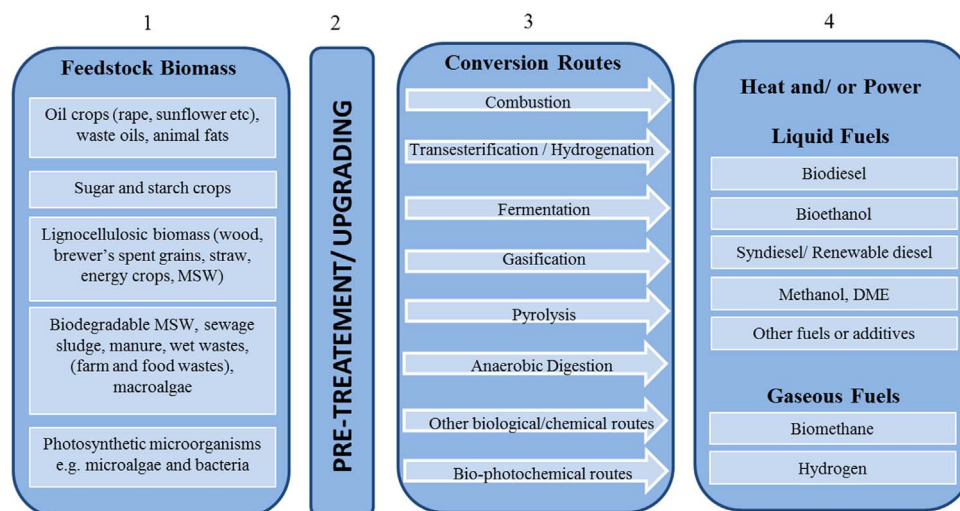 1
Feedstock Biomass
Oil crops (rape, sunflower etc),
waste oils, animal fats
Sugar and starch crops
Lignocellulosic biomass (wood,
brewer's spent grains, straw,
energy crops, MSW)
Biodegradable MSW, sewage
sludge, manure, wet wastes,
(farm and food wastes),
macroalgae
Photosynthetic microorganisms
e.g. microalgae and bacteria
2
PRE-TREATEMENT/ UPGRADING
3
Conversion Routes
Combustion
Transesterification / Hydrogenation
Fermentation
Gasification
Pyrolysis
Anaerobic Digestion
Other biological/chemical routes
Bio-photochemical routes
4
Heat and/ or Power
Liquid Fuels
Biodiesel
Bioethanol
Syndiesel/ Renewable diesel
Methanol, DME
Other fuels or additives
Gaseous Fuels
Biomethane
Hydrogen